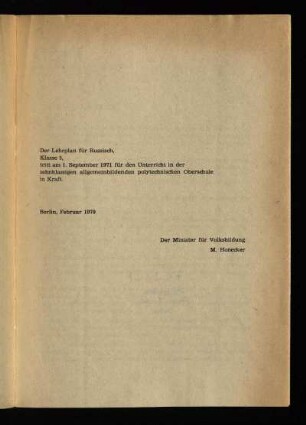 Der Lehrplan für Russisch,
Klasse 5,
tritt am 1. September 1971 für den Unterricht in der
zehnklassigen allgemeinbildenden polytechnischen Oberschule
in Kraft.
Berlin, Februar 1970
Der Minister für Volksbildung
M. Honecker